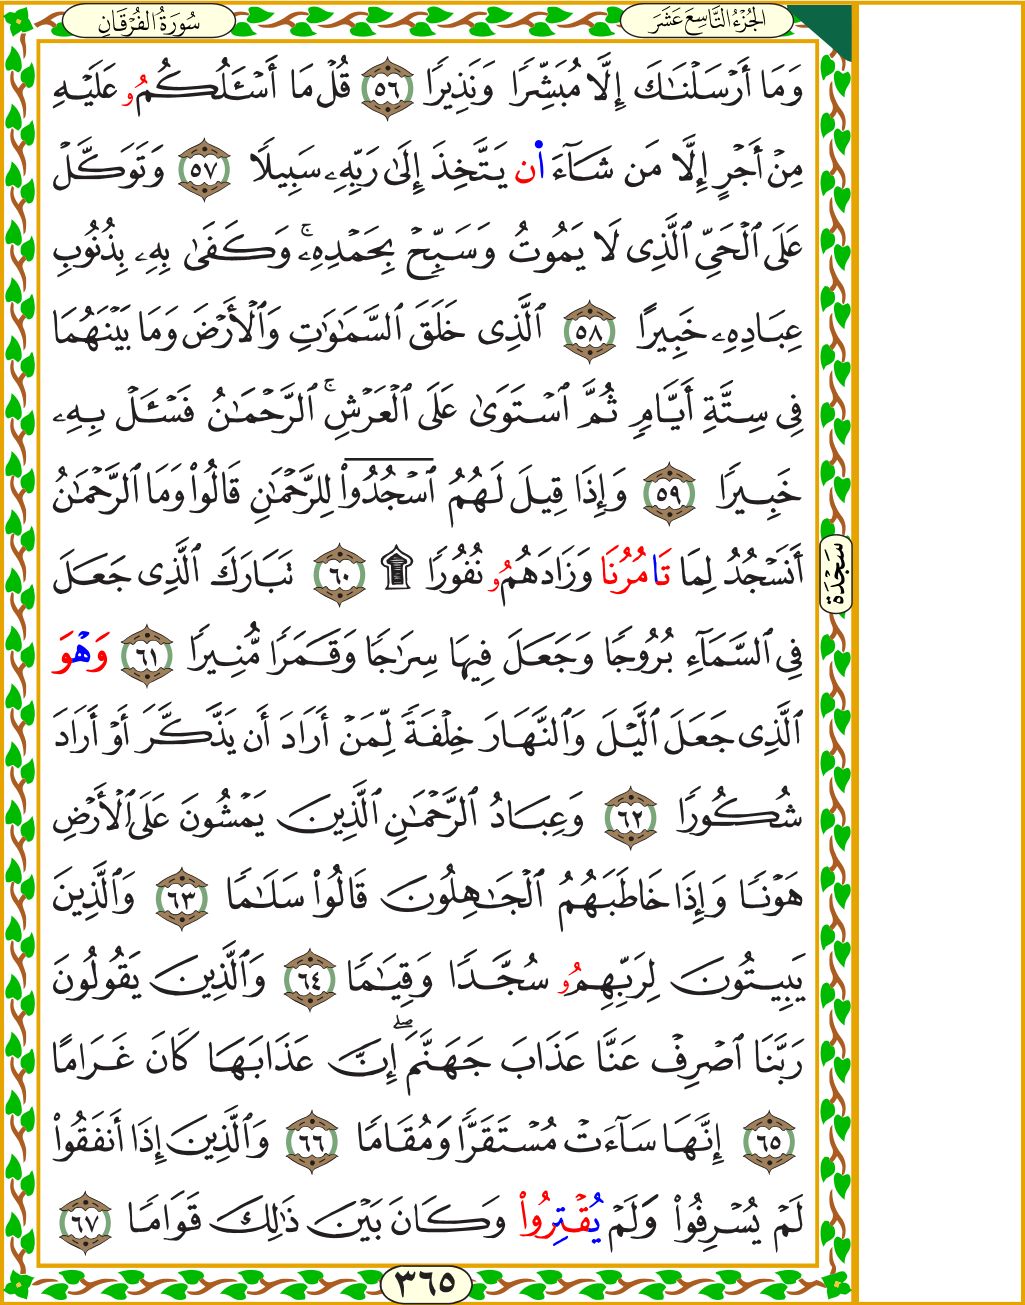 الجُزْءُ التَّاسِعَ عَشَرَ
سُورَةُ الفُرْقَانِ
وَمَا أَرْسَلْنَٰكَ إِلَّا مُبَشِّرًا وَنَذِيرًا ٥٦ قُلْ مَا أَسْـَٔلُكُمُۥ عَلَيْهِ
مِنْ أَجْرٍ إِلَّا مَن شَآءَ اَ۬ن يَتَّخِذَ إِلَىٰ رَبِّهِۦ سَبِيلًا ٥٧ وَتَوَكَّلْ
عَلَى ٱلْحَيِّ ٱلَّذِى لَا يَمُوتُ وَسَبِّحْ بِحَمْدِهِۦۚ وَكَفَىٰ بِهِۦ بِذُنُوبِ
عِبَادِهِۦ خَبِيرًا ٥٨ ٱلَّذِى خَلَقَ ٱلسَّمَٰوَٰتِ وَٱلْأَرْضَ وَمَا بَيْنَهُمَا
فِى سِتَّةِ أَيَّامٍ ثُمَّ ٱسْتَوَىٰ عَلَى ٱلْعَرْشِۚ ٱلرَّحْمَٰنُ فَسْـَٔلْ بِهِۦ
خَبِيرًا ٥٩ وَإِذَا قِيلَ لَهُمُ ٱسْجُدُوا۟ لِلرَّحْمَٰنِ قَالُوا۟ وَمَا ٱلرَّحْمَٰنُ
أَنَسْجُدُ لِمَا تَامُرُنَا وَزَادَهُمُۥ نُفُورًا ۩ ٦٠ تَبَارَكَ ٱلَّذِى جَعَلَ
سَجْدَة
فِى ٱلسَّمَآءِ بُرُوجًا وَجَعَلَ فِيهَا سِرَٰجًا وَقَمَرًا مُّنِيرًا ٦١ وَهْوَ
ٱلَّذِى جَعَلَ ٱلَّيْلَ وَٱلنَّهَارَ خِلْفَةً لِّمَنْ أَرَادَ أَن يَذَّكَّرَ أَوْ أَرَادَ
شُكُورًا ٦٢ وَعِبَادُ ٱلرَّحْمَٰنِ ٱلَّذِينَ يَمْشُونَ عَلَى ٱلْأَرْضِ
هَوْنًا وَإِذَا خَاطَبَهُمُ ٱلْجَٰهِلُونَ قَالُوا۟ سَلَٰمًا ٦٣ وَٱلَّذِينَ
يَبِيتُونَ لِرَبِّهِمُۥ سُجَّدًا وَقِيَٰمًا ٦٤ وَٱلَّذِينَ يَقُولُونَ
رَبَّنَا ٱصْرِفْ عَنَّا عَذَابَ جَهَنَّمَۖ إِنَّ عَذَابَهَا كَانَ غَرَامًا
٦٥ إِنَّهَا سَآءَتْ مُسْتَقَرًّا وَمُقَامًا ٦٦ وَٱلَّذِينَ إِذَا أَنفَقُوا۟
لَمْ يُسْرِفُوا۟ وَلَمْ يُقْتِرُوا۟ وَكَانَ بَيْنَ ذَٰلِكَ قَوَامًا ٦٧
٣٦٥